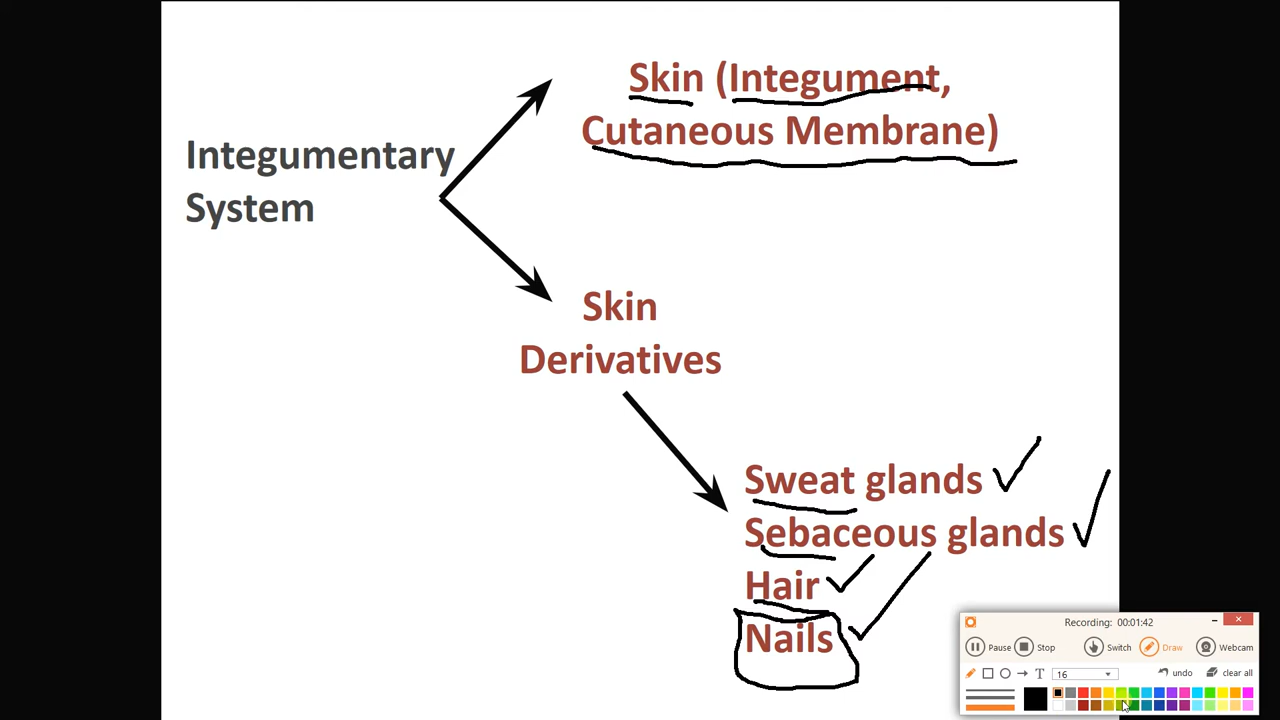 Skin (Integument,
Cutaneous Membrane)
Integumentary
System
Skin
Derivatives
Sweat glands
Sebaceous glands
Hair
Nails
Recording: 00:01:42
Pause Stop Switch Draw Webcam
T 16 undo clear all